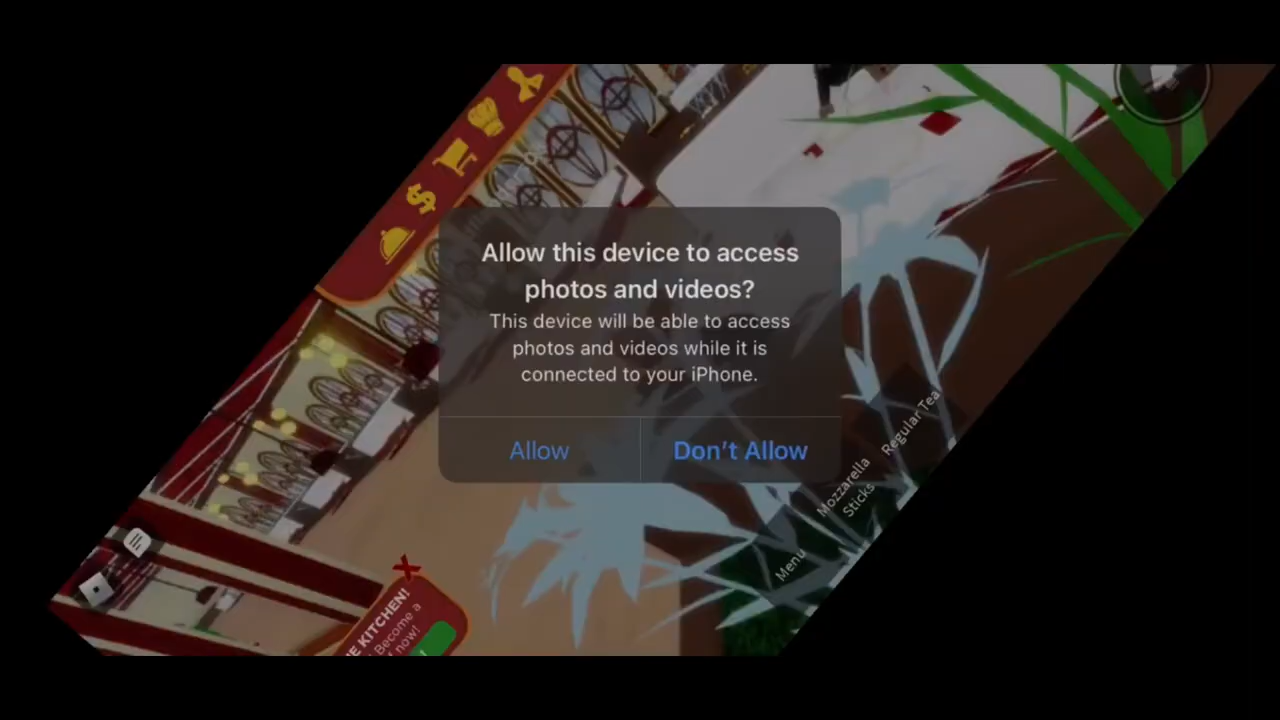 Allow this device to access
photos and videos?
This device will be able to access
photos and videos while it is
connected to your iPhone.
Allow
Don't Allow
Regular Tea
Mozzarella
Sticks
Menu
E KITCHEN!
Become a
now!